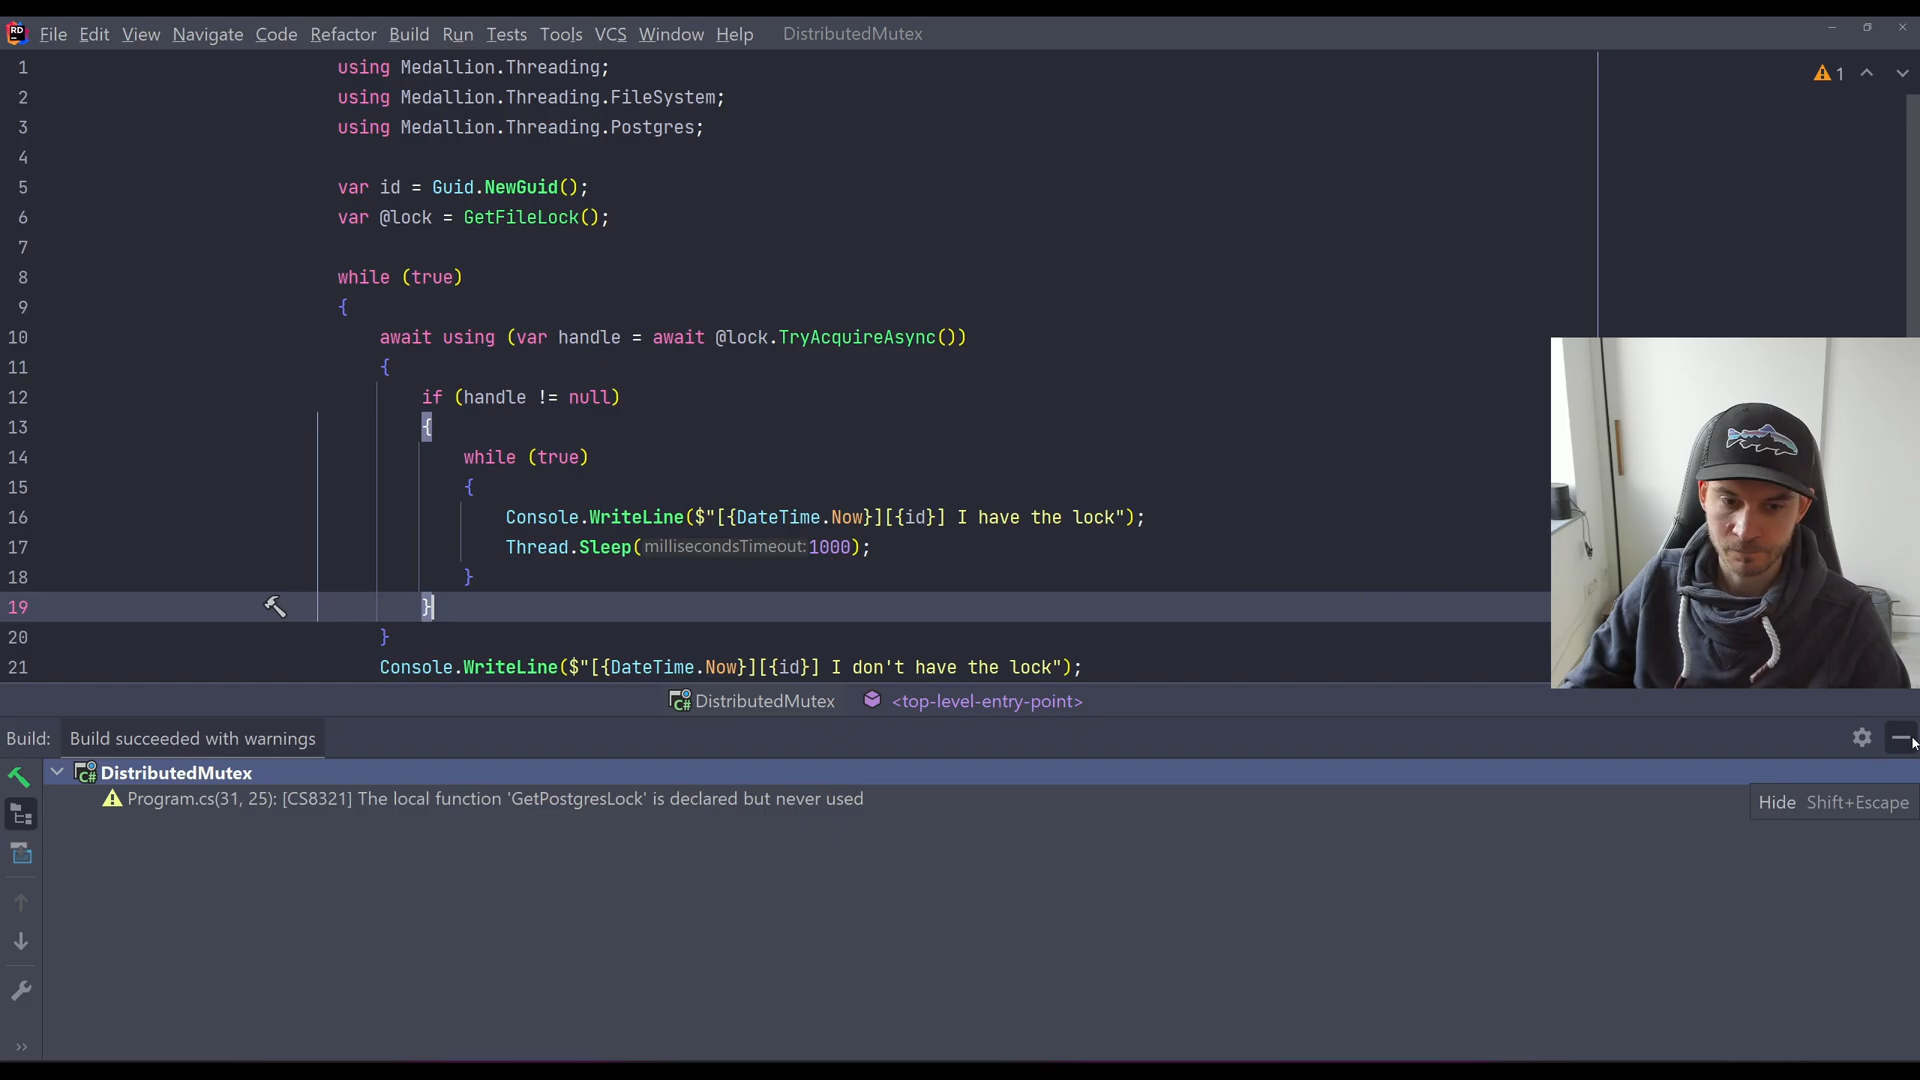 RD File Edit View Navigate Code Refactor Build Run Tests Tools VCS Window Help DistributedMutex
1 using Medallion.Threading;
2 using Medallion.Threading.FileSystem;
3 using Medallion.Threading.Postgres;
4
5 var id = Guid.NewGuid();
6 var @lock = GetFileLock();
7
8 while (true)
9 {
10 await using (var handle = await @lock.TryAcquireAsync())
11 {
12 if (handle != null)
13 {
14 while (true)
15 {
16 Console.WriteLine($"[{DateTime.Now}][{id}] I have the lock");
17 Thread.Sleep(millisecondsTimeout: 1000);
18 }
19 }
20 }
21 Console.WriteLine($"[{DateTime.Now}][{id}] I don't have the lock");
1
C# DistributedMutex <top-level-entry-point>
Build: Build succeeded with warnings
C# DistributedMutex
Program.cs(31, 25): [CS8321] The local function 'GetPostgresLock' is declared but never used
Hide Shift+Escape